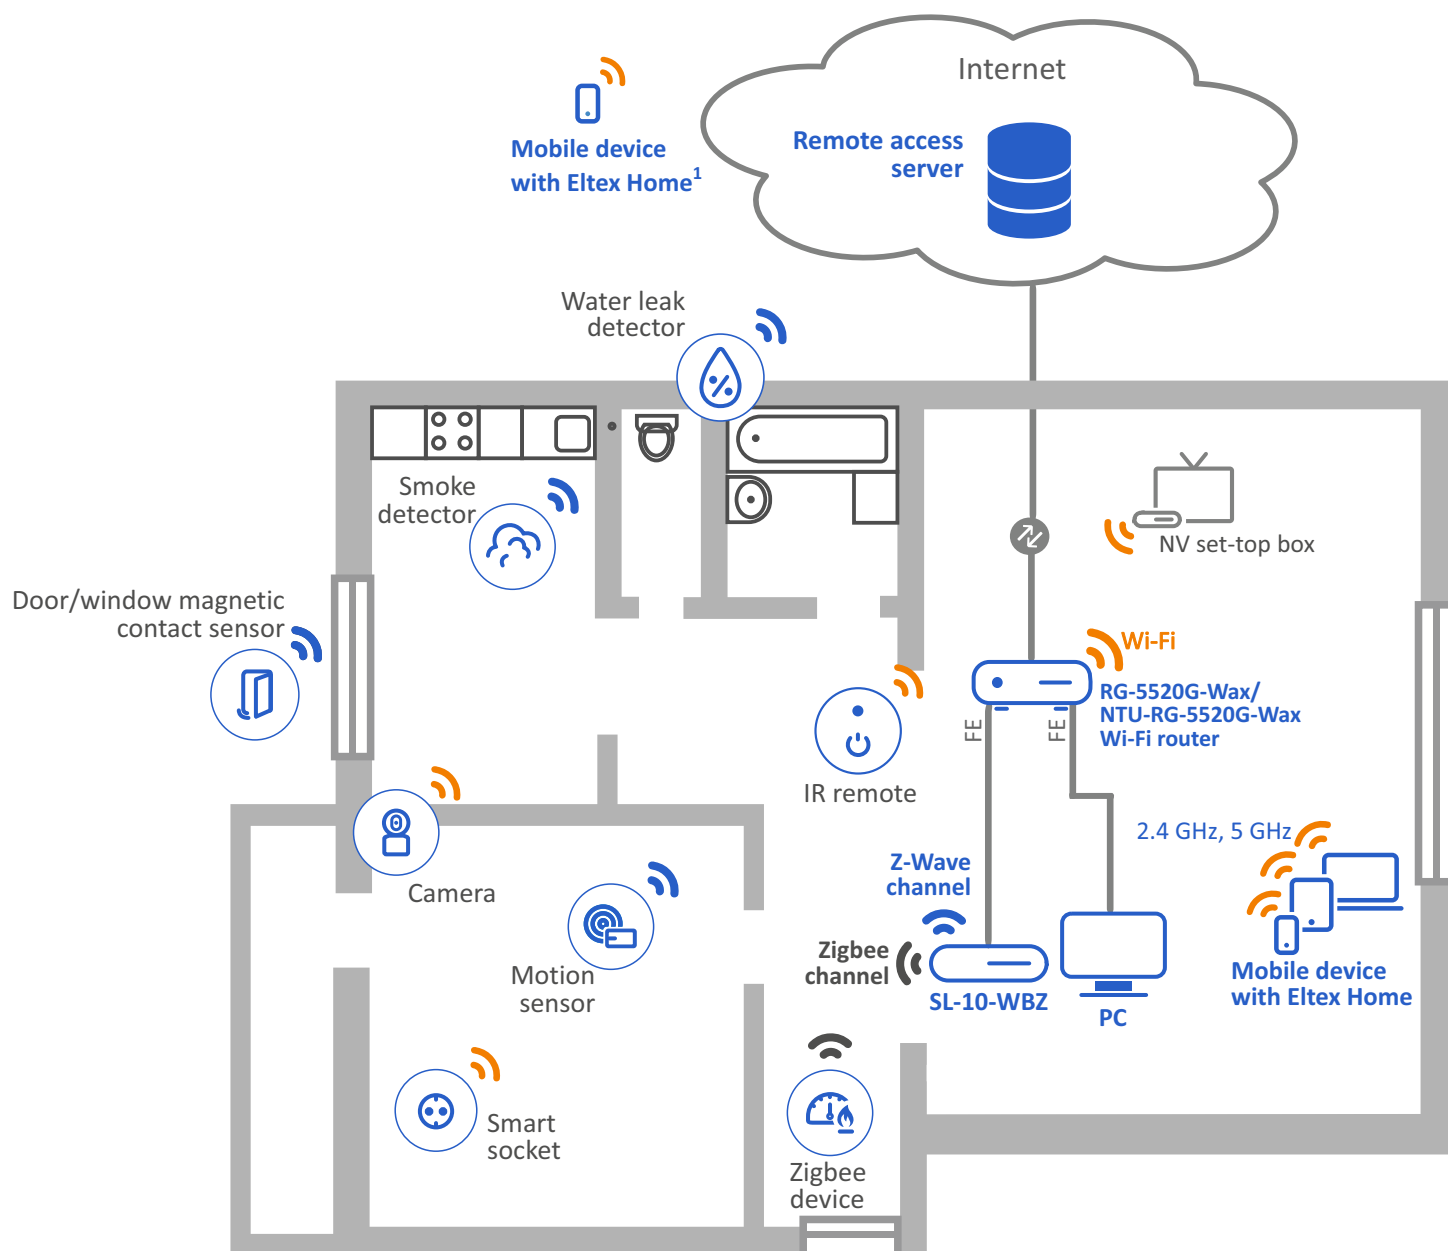 Internet
Remote access
server
Mobile device
with Eltex Home1
Water leak
detector
Smoke
detector
NV set-top box
Door/window magnetic
contact sensor
Wi-Fi
RG-5520G-Wax/
NTU-RG-5520G-Wax
Wi-Fi router
FE
FE
IR remote
2.4 GHz, 5 GHz
Z-Wave
channel
Camera
Zigbee
channel
Motion
sensor
SL-10-WBZ
PC
Mobile device
with Eltex Home
Smart
socket
Zigbee
device